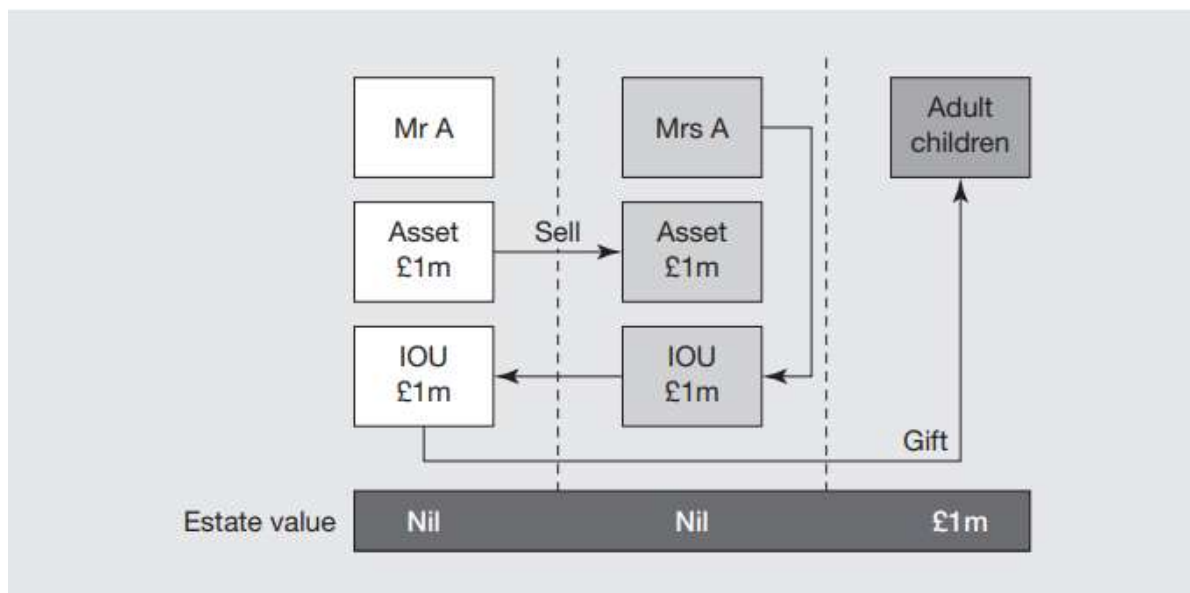 Mr A
Mrs A
Adult
children
Asset
£1m
Sell
Asset
£1m
IOU
£1m
IOU
£1m
Gift
Estate value
Nil
Nil
£1m